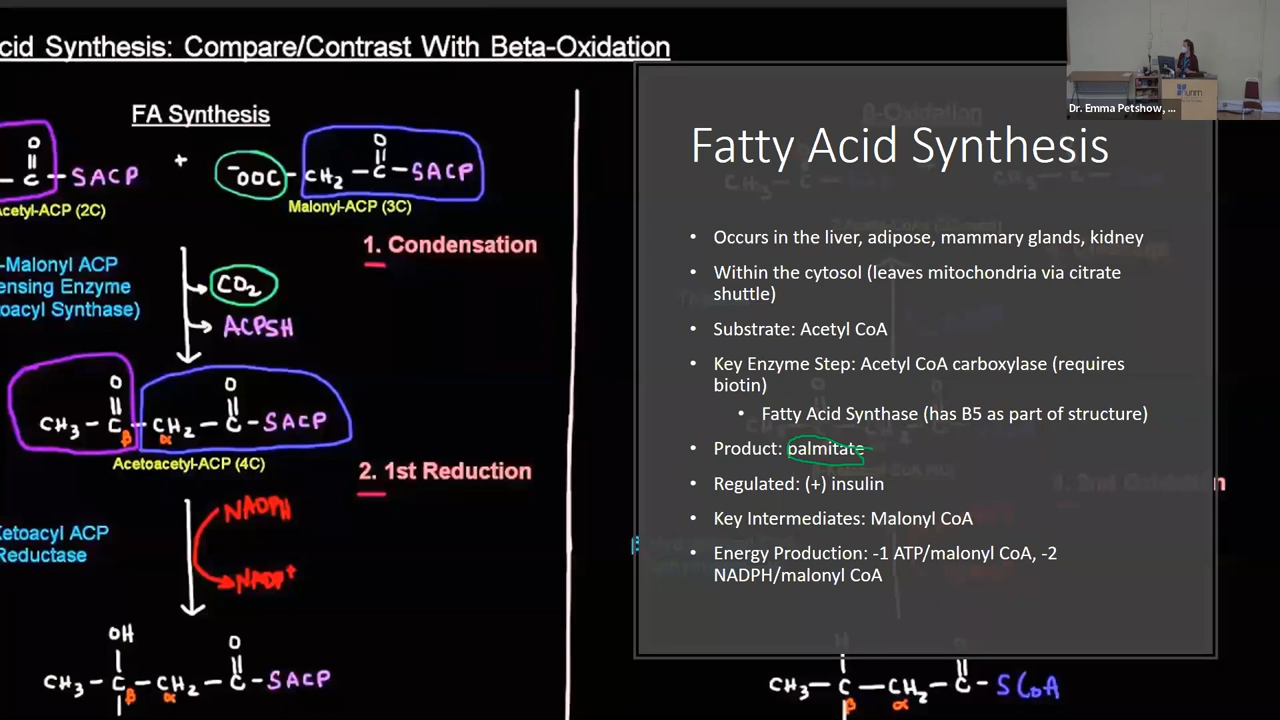 cid Synthesis: Compare/Contrast With Beta-Oxidation
FA Synthesis
O
C - SACP + ⁻OOC - CH₂ - C - SACP
O
Acetyl-ACP (2C)
Malonyl-ACP (3C)
1. Condensation
-Malonyl ACP
ensing Enzyme
oacyl Synthase)
CO₂
ACPSH
O
O
CH₃ - C - CH₂ - C - SACP
β
α
Acetoacetyl-ACP (4C)
2. 1st Reduction
NADPH
Ketoacyl ACP
Reductase
NADP⁺
OH
O
CH₃ - C - CH₂ - C - SACP
β
α
Dr. Emma Petshow, ...
UNM
β-Oxidation
Fatty Acid Synthesis
• Occurs in the liver, adipose, mammary glands, kidney
• Within the cytosol (leaves mitochondria via citrate
shuttle)
• Substrate: Acetyl CoA
• Key Enzyme Step: Acetyl CoA carboxylase (requires
biotin)
• Fatty Acid Synthase (has B5 as part of structure)
• Product: palmitate
• Regulated: (+) insulin
• Key Intermediates: Malonyl CoA
• Energy Production: -1 ATP/malonyl CoA, -2
NADPH/malonyl CoA
H
O
CH₃ - C - CH₂ - C - SCoA
β
α